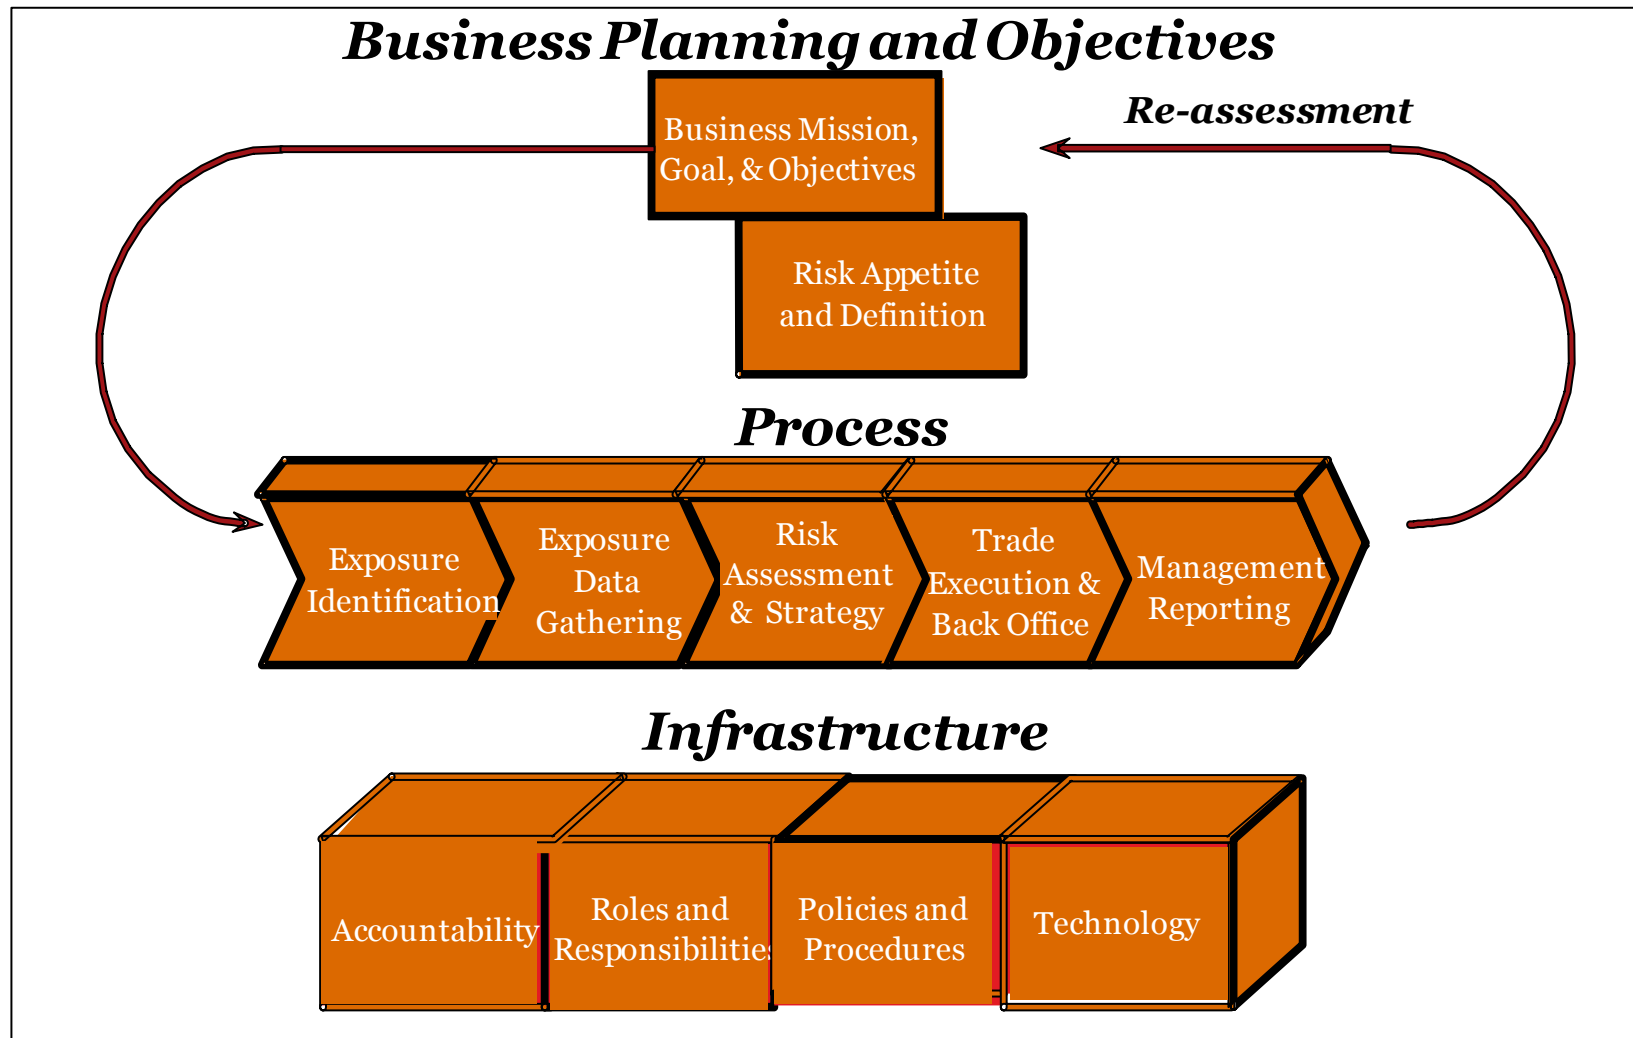 Business Planning and Objectives
Re-assessment
Business Mission,
Goal, & Objectives
Risk Appetite
and Definition
Process
Exposure
Identification
Exposure
Data
Gathering
Risk
Assessment
& Strategy
Trade
Execution &
Back Office
Management
Reporting
Infrastructure
Accountability
Roles and
Responsibilities
Policies and
Procedures
Technology